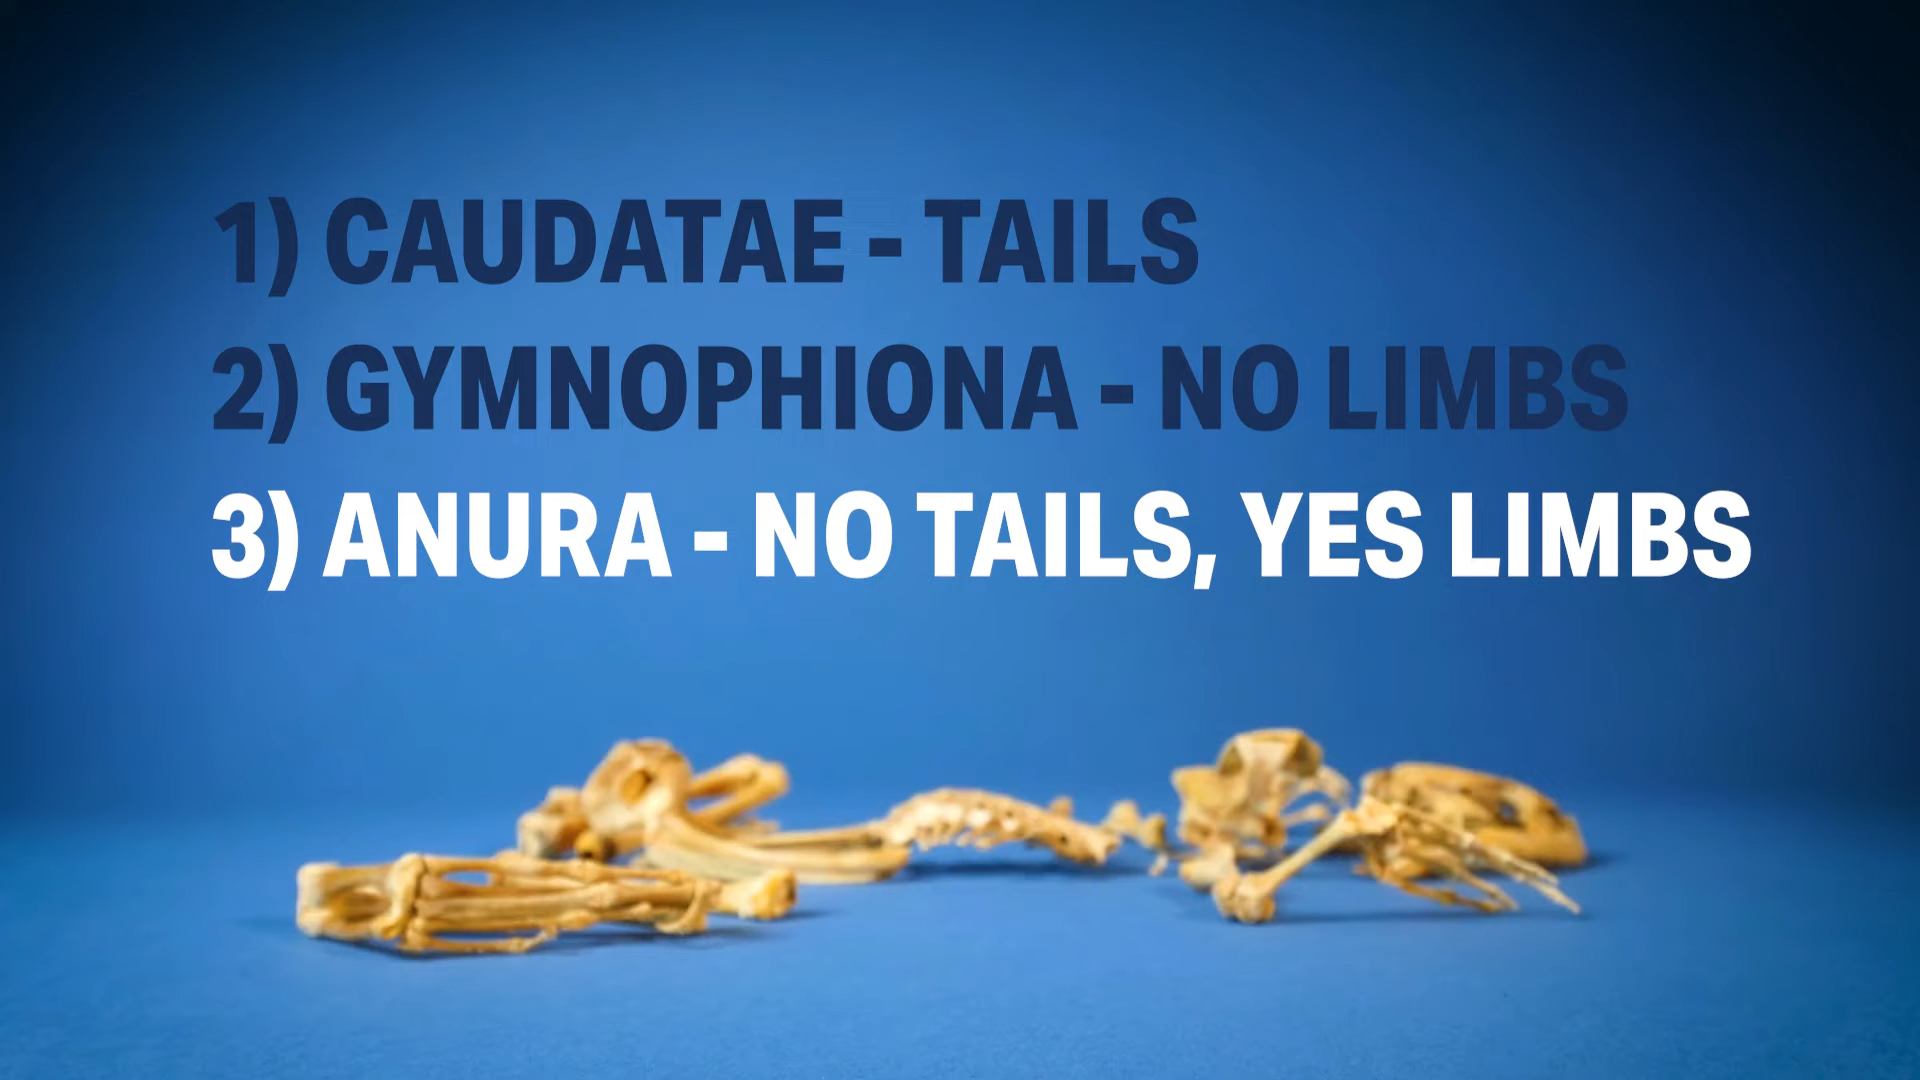 1) CAUDATAE - TAILS
2) GYMNOPHIONA - NO LIMBS
3) ANURA - NO TAILS, YES LIMBS